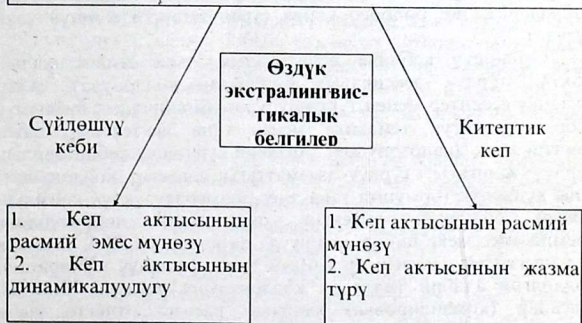 Өздүк
экстралингвис-
тикалык
белгилер
Сүйлөшүү
кеби
Китептик
кеп
1. Кеп актысынын
расмий эмес мүнөзү
2. Кеп актысынын
динамикалуулугу
1. Кеп актысынын расмий
мүнөзү
2. Кеп актысынын жазма
түрү